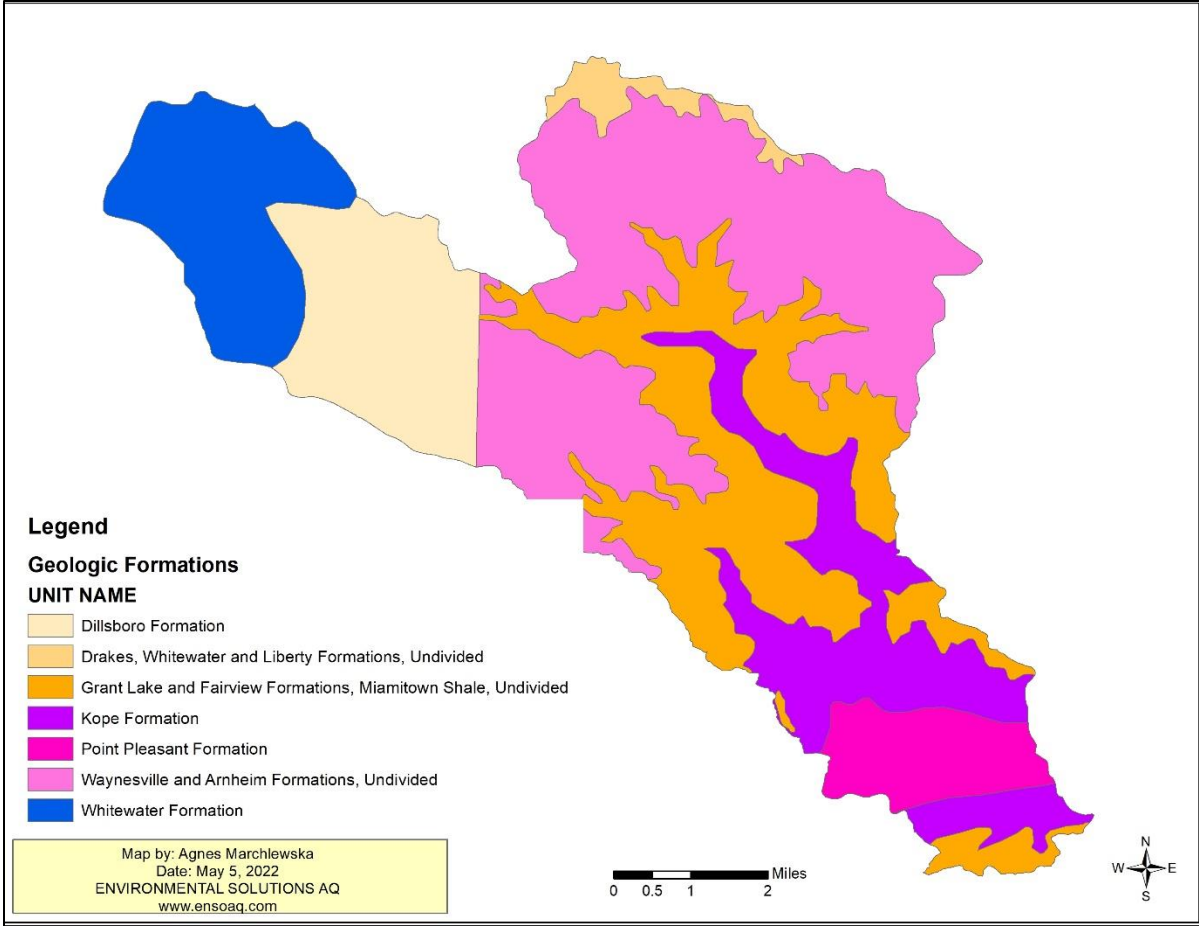 Legend
Geologic Formations
UNIT NAME
Dillsboro Formation
Drakes, Whitewater and Liberty Formations, Undivided
Grant Lake and Fairview Formations, Miamitown Shale, Undivided
Kope Formation
Point Pleasant Formation
Waynesville and Arnheim Formations, Undivided
Whitewater Formation
Map by: Agnes Marchlewska
Date: May 5, 2022
ENVIRONMENTAL SOLUTIONS AQ
www.ensoaq.com
Miles
0 0.5 1 2
N
W E
S